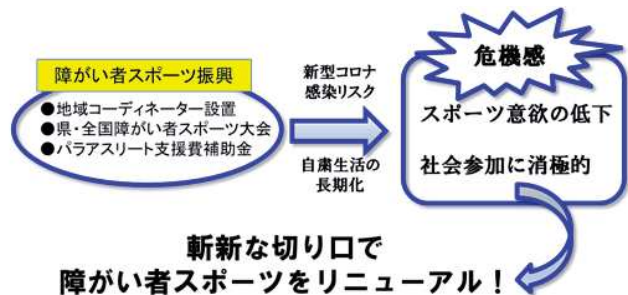 障がい者スポーツ振興
●地域コーディネーター設置
●県・全国障がい者スポーツ大会
●パラアスリート支援費補助金
新型コロナ
感染リスク
自粛生活の
長期化
危機感
スポーツ意欲の低下
社会参加に消極的
斬新な切り口で
障がい者スポーツをリニューアル！